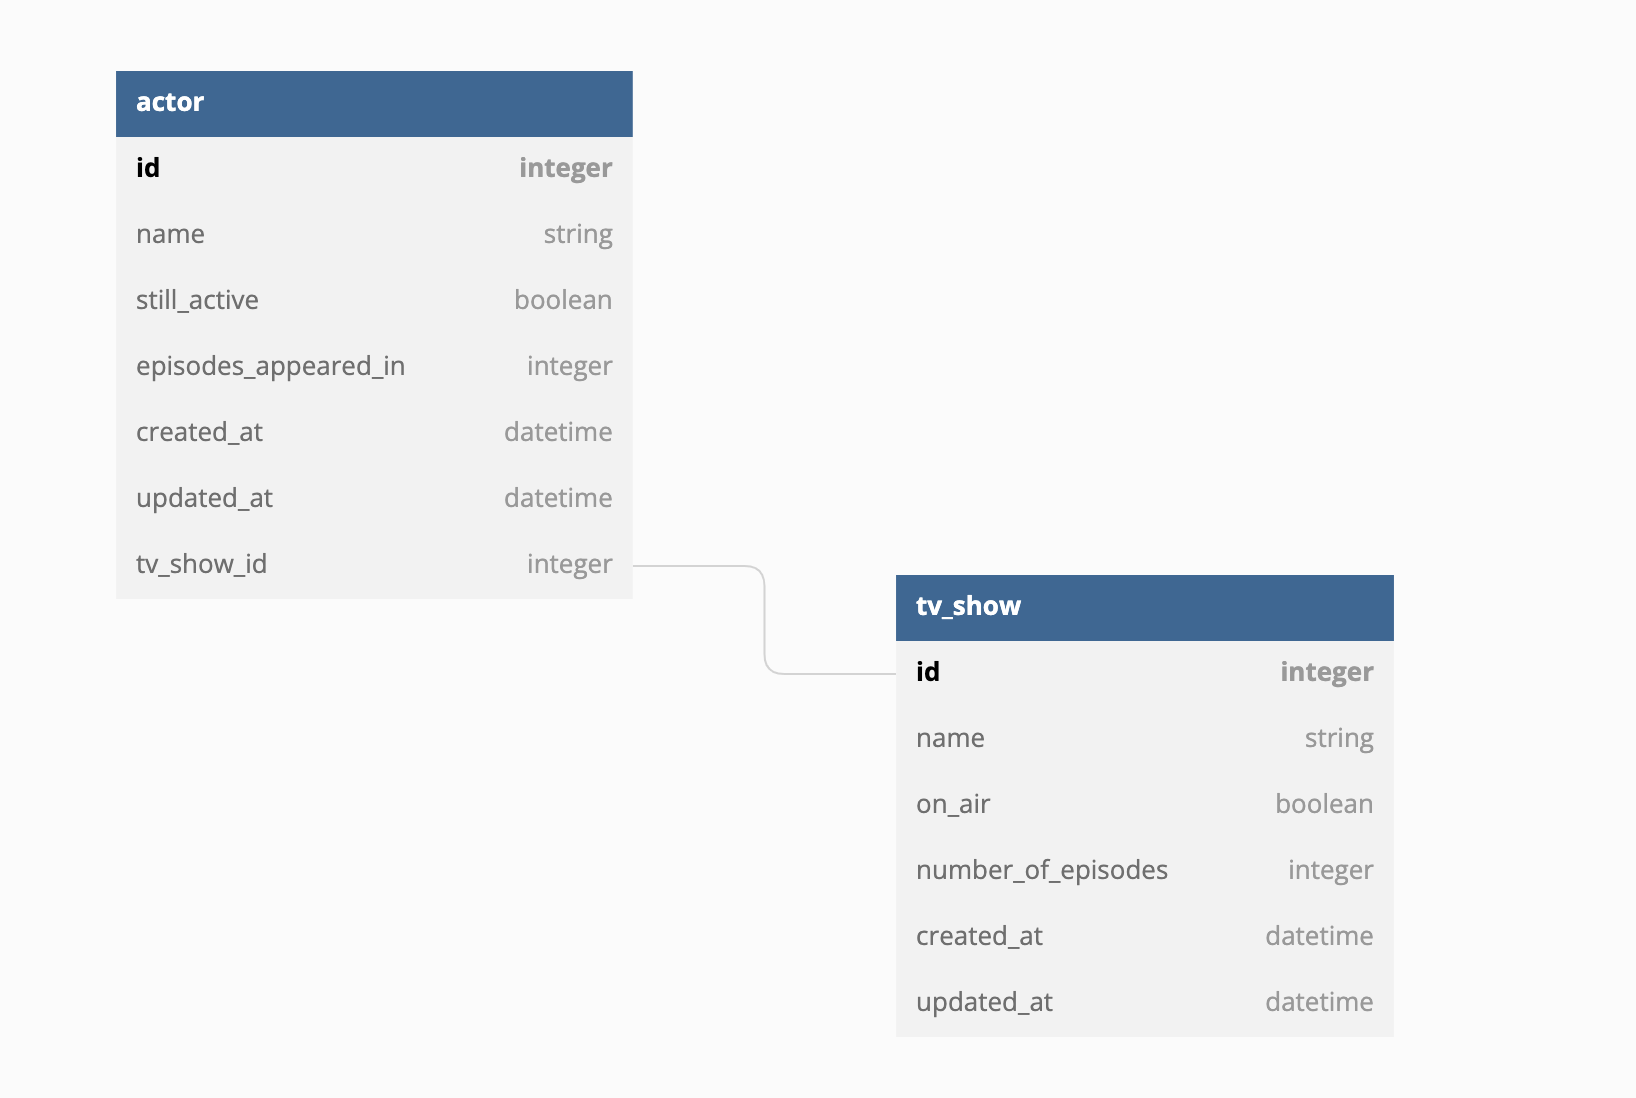 actor
id integer
name string
still_active boolean
episodes_appeared_in integer
created_at datetime
updated_at datetime
tv_show_id integer
tv_show
id integer
name string
on_air boolean
number_of_episodes integer
created_at datetime
updated_at datetime